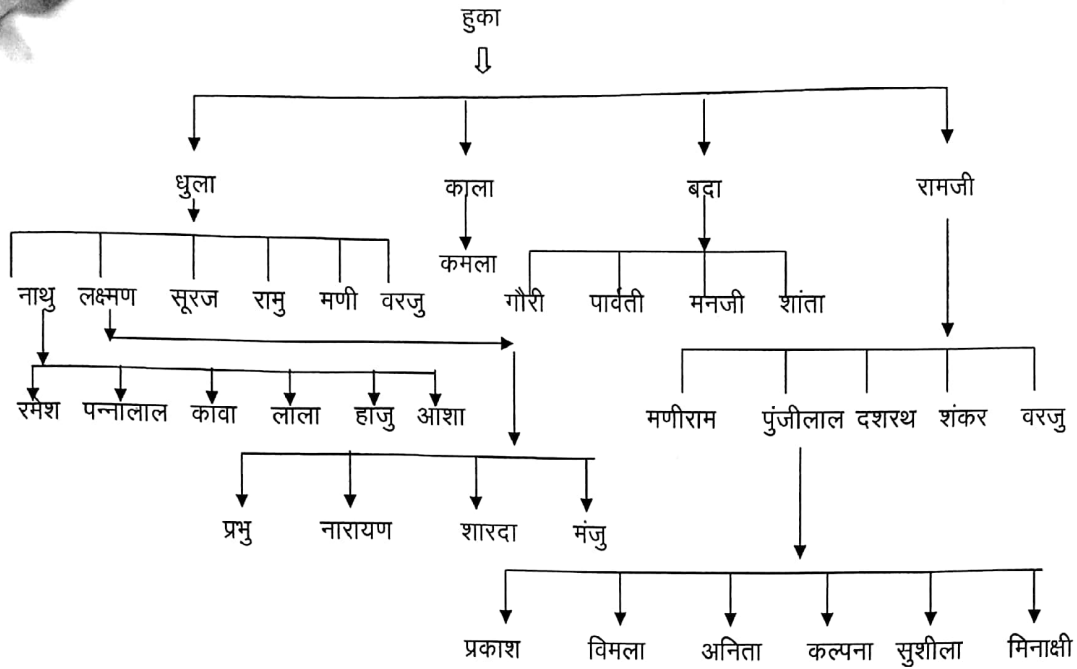 हुका
धुला काला बदा रामजी
कमला
नाथु लक्ष्मण सूरज रामु मणी वरजु गौरी पार्वती मनजी शांता
रमेश पन्नालाल कावा लाला हाजु आशा मणीराम पुंजीलाल दशरथ शंकर वरजु
प्रभु नारायण शारदा मंजु
प्रकाश विमला अनिता कल्पना सुशीला मिनाक्षी